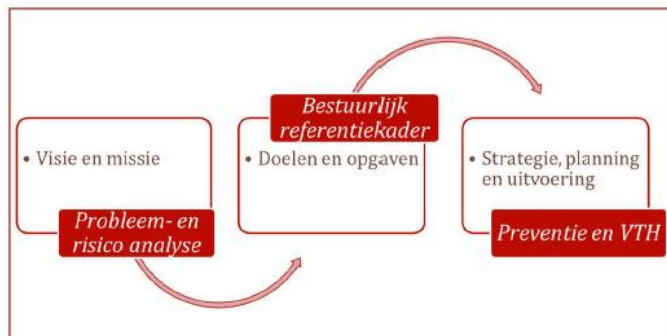 • Visie en missie
Probleem- en
risico analyse
Bestuurlijk
referentiekader
• Doelen en opgaven
• Strategie, planning
en uitvoering
Preventie en VTH